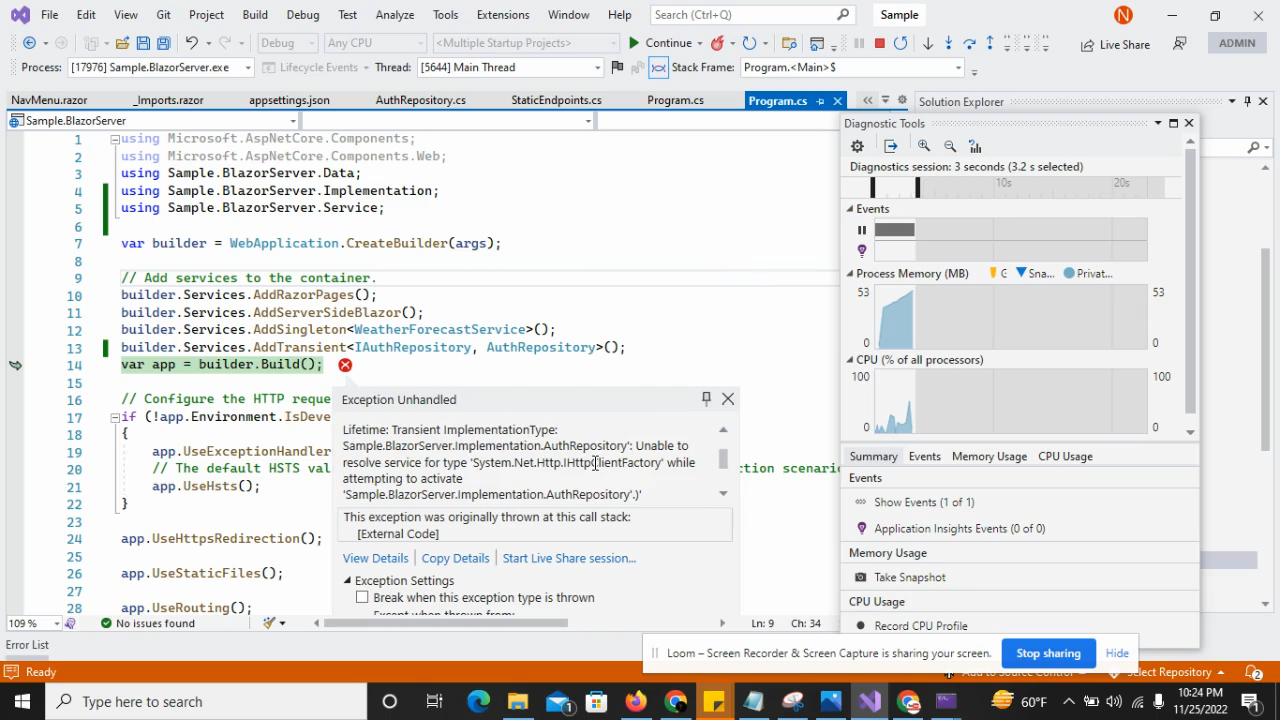 File Edit View Git Project Build Debug Test Analyze Tools Extensions Window Help Search (Ctrl+Q) Sample N
Debug Any CPU <Multiple Startup Projects> Continue Live Share ADMIN
Process: [17976] Sample.BlazorServer.exe Lifecycle Events Thread: [5644] Main Thread Stack Frame: Program.<Main>$
NavMenu.razor _Imports.razor appsettings.json AuthRepository.cs StaticEndpoints.cs Program.cs Program.cs Solution Explorer
Sample.BlazorServer
1 using Microsoft.AspNetCore.Components;
2 using Microsoft.AspNetCore.Components.Web;
3 using Sample.BlazorServer.Data;
4 using Sample.BlazorServer.Implementation;
5 using Sample.BlazorServer.Service;
6
7 var builder = WebApplication.CreateBuilder(args);
8
9 // Add services to the container.
10 builder.Services.AddRazorPages();
11 builder.Services.AddServerSideBlazor();
12 builder.Services.AddSingleton<WeatherForecastService>();
13 builder.Services.AddTransient<IAuthRepository, AuthRepository>();
14 var app = builder.Build();
15
16 // Configure the HTTP reque
17 if (!app.Environment.IsDeve
18 {
19 app.UseExceptionHandler
20 // The default HSTS val ction scenario
21 app.UseHsts();
22 }
23
24 app.UseHttpsRedirection();
25
26 app.UseStaticFiles();
27
28 app.UseRouting();
Exception Unhandled
Lifetime: Transient ImplementationType:
Sample.BlazorServer.Implementation.AuthRepository': Unable to
resolve service for type 'System.Net.Http.IHttpClientFactory' while
attempting to activate
'Sample.BlazorServer.Implementation.AuthRepository'.)'
This exception was originally thrown at this call stack:
[External Code]
View Details Copy Details Start Live Share session...
Exception Settings
Break when this exception type is thrown
Diagnostic Tools
Diagnostics session: 3 seconds (3.2 s selected)
10s 20s
Events
Process Memory (MB) G Sna... Privat...
53 53
0 0
CPU (% of all processors)
100 100
0 0
Summary Events Memory Usage CPU Usage
Events
Show Events (1 of 1)
Application Insights Events (0 of 0)
Memory Usage
Take Snapshot
CPU Usage
Record CPU Profile
109 % No issues found Ln: 9 Ch: 34
Error List
Loom – Screen Recorder & Screen Capture is sharing your screen. Stop sharing Hide
Ready Add to Source Control Select Repository 2
Type here to search 1 60°F 10:24 PM
11/25/2022 1